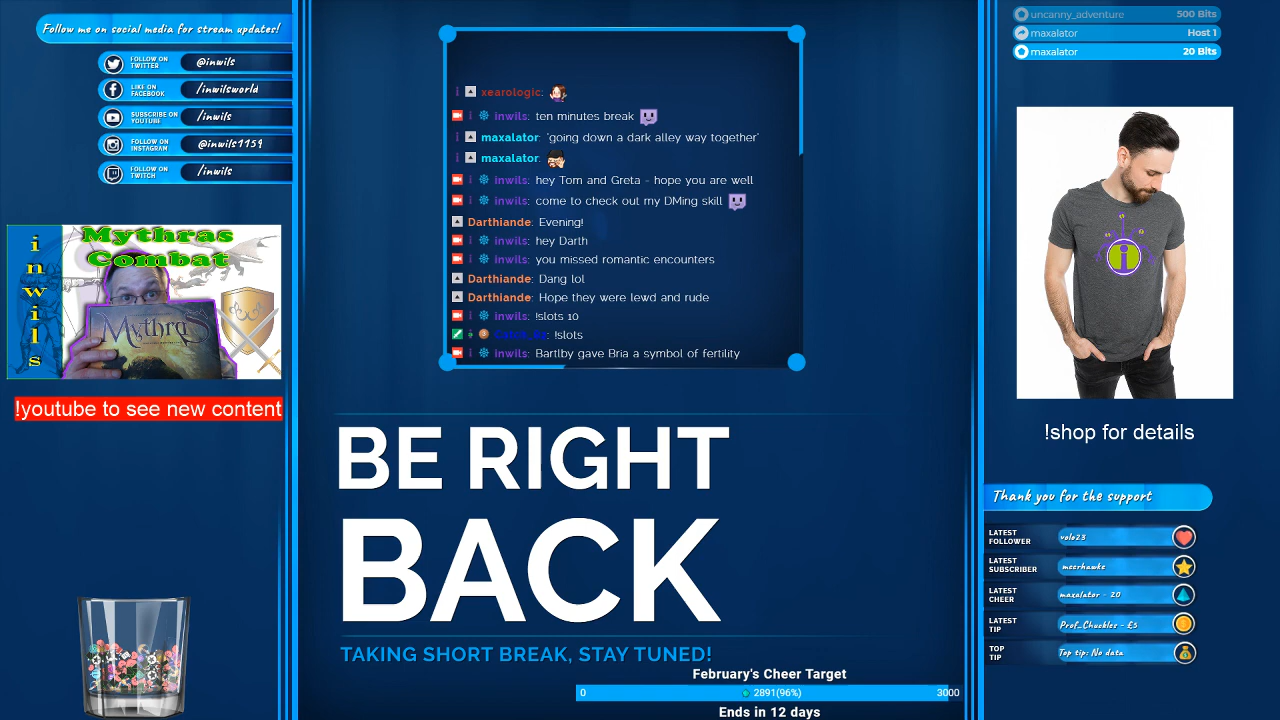 Follow me on social media for stream updates!
FOLLOW ON
TWITTER
@inwils
LIKE ON
FACEBOOK
/inwilsworld
SUBSCRIBE ON
YOUTUBE
/inwils
FOLLOW ON
INSTAGRAM
@inwils1159
FOLLOW ON
TWITCH
/inwils
inwils
Mythras
Combat
Mythras
!youtube to see new content
xearologic:
inwils: ten minutes break
maxalator: 'going down a dark alley way together'
maxalator:
inwils: hey Tom and Greta - hope you are well
inwils: come to check out my DMing skill
Darthiande: Evening!
inwils: hey Darth
inwils: you missed romantic encounters
Darthiande: Dang lol
Darthiande: Hope they were lewd and rude
inwils: !slots 10
: !slots
inwils: Bartlby gave Bria a symbol of fertility
BE RIGHT
BACK
TAKING SHORT BREAK, STAY TUNED!
February's Cheer Target
0 2891(96%) 3000
Ends in 12 days
uncanny_adventure 500 Bits
maxalator Host 1
maxalator 20 Bits
i
!shop for details
Thank you for the support
LATEST
FOLLOWER
volo23
LATEST
SUBSCRIBER
meerhawke
LATEST
CHEER
maxalator - 20
LATEST
TIP
Prof_Chuckles - £5
TOP
TIP
Top tip: No data